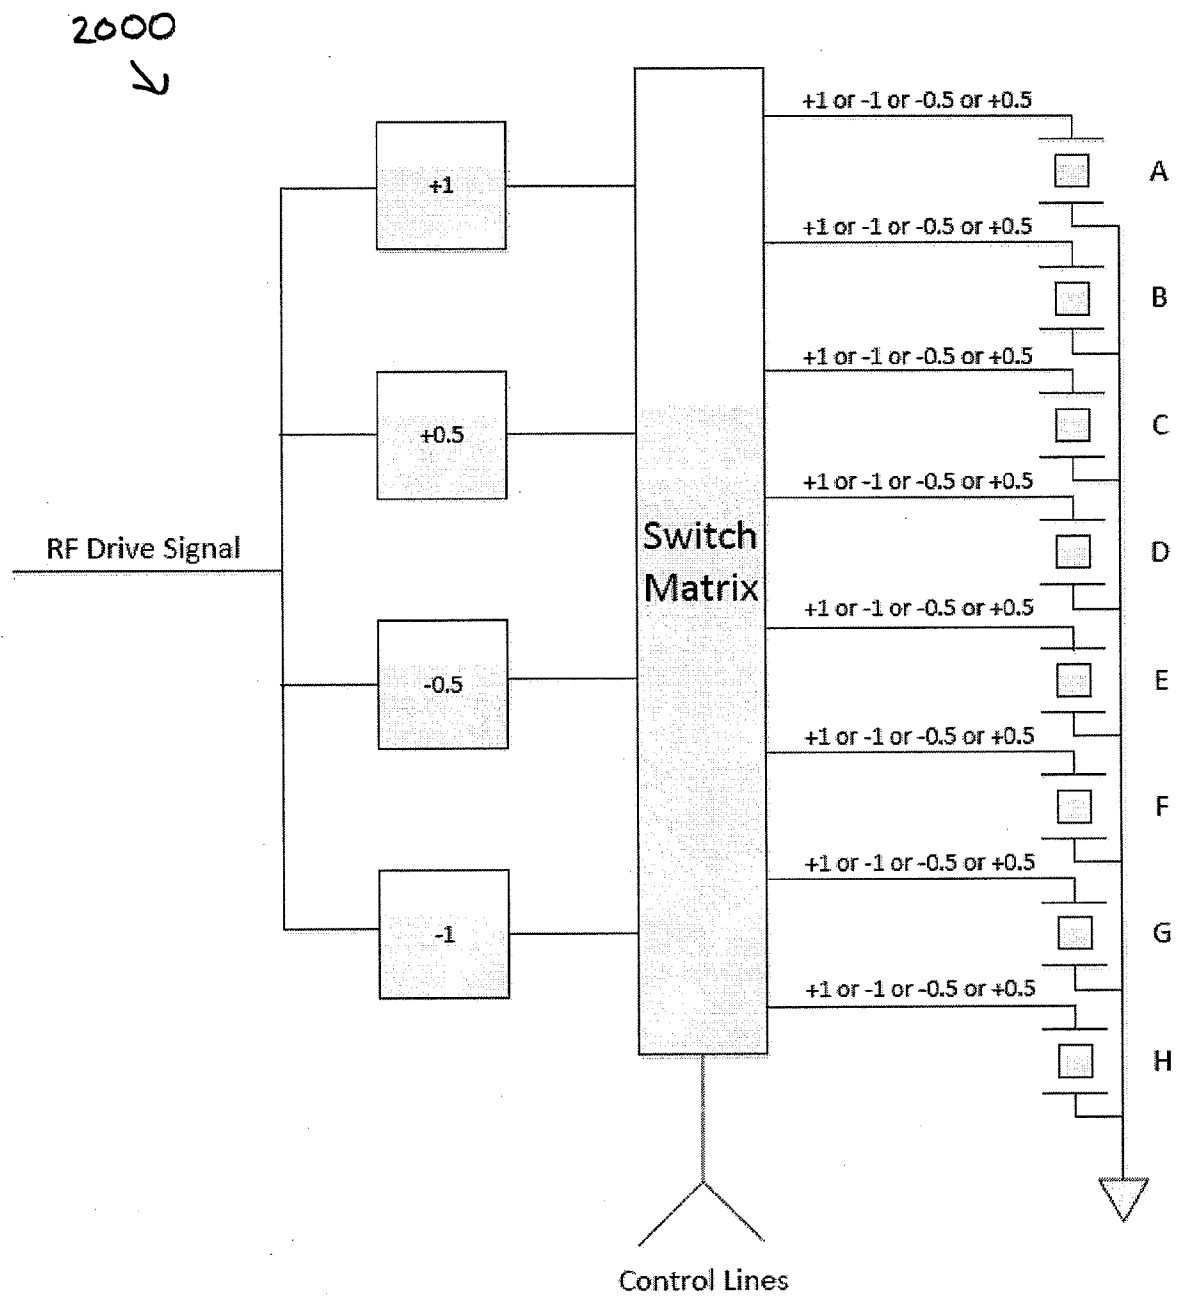 2000
+1 or -1 or -0.5 or +0.5
A
+1
+1 or -1 or -0.5 or +0.5
B
+1 or -1 or -0.5 or +0.5
C
+0.5
+1 or -1 or -0.5 or +0.5
RF Drive Signal
Switch
Matrix
D
+1 or -1 or -0.5 or +0.5
E
-0.5
+1 or -1 or -0.5 or +0.5
F
+1 or -1 or -0.5 or +0.5
G
-1
+1 or -1 or -0.5 or +0.5
H
Control Lines